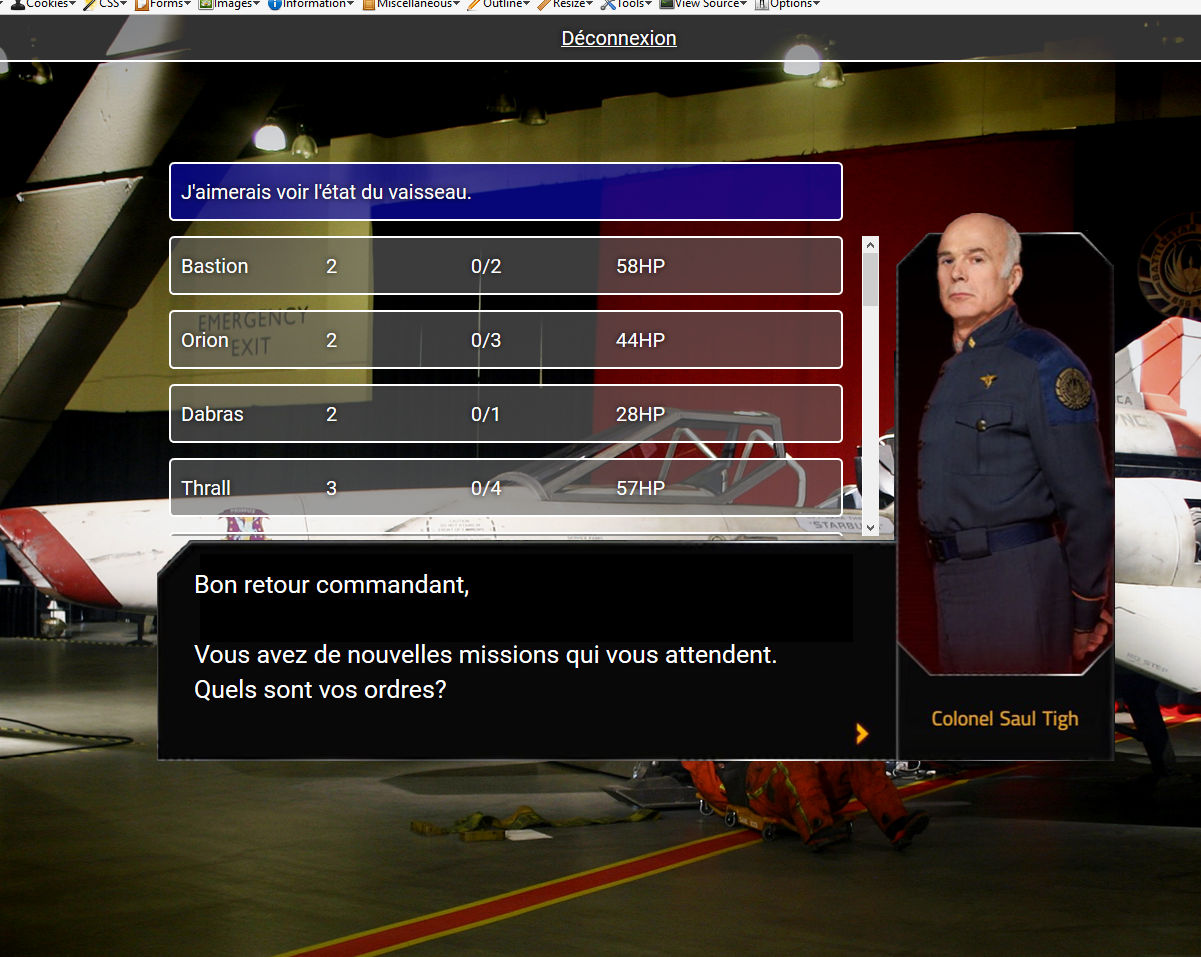 Cookies CSS Forms Images Information Miscellaneous Outline Resize Tools View Source Options
Déconnexion
J'aimerais voir l'état du vaisseau.
Bastion 2 0/2 58HP
EMERGENCY
EXIT
Orion 2 0/3 44HP
Dabras 2 0/1 28HP
Thrall 3 0/4 57HP
Bon retour commandant,
Vous avez de nouvelles missions qui vous attendent.
Quels sont vos ordres?
Colonel Saul Tigh
NO STEP